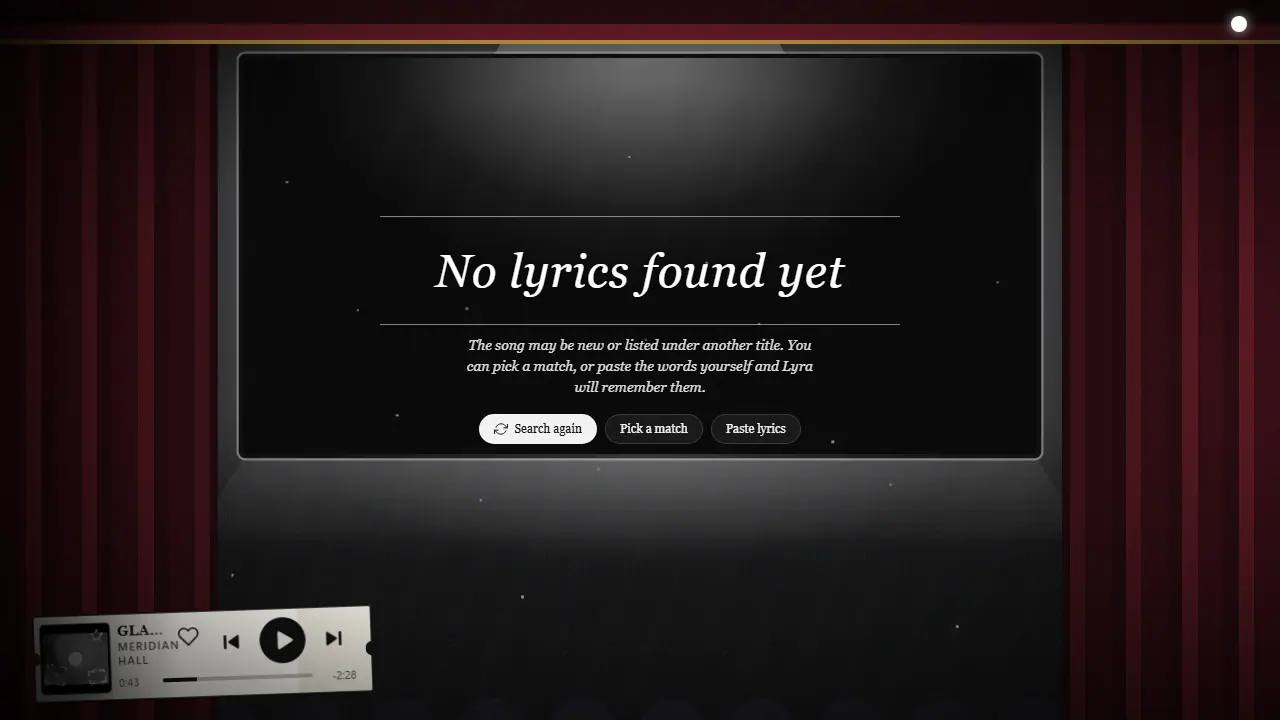 No lyrics found yet
The song may be new or listed under another title. You
can pick a match, or paste the words yourself and Lyra
will remember them.
Search again
Pick a match
Paste lyrics
GLA...
MERIDIAN
HALL
0:43
-2:28